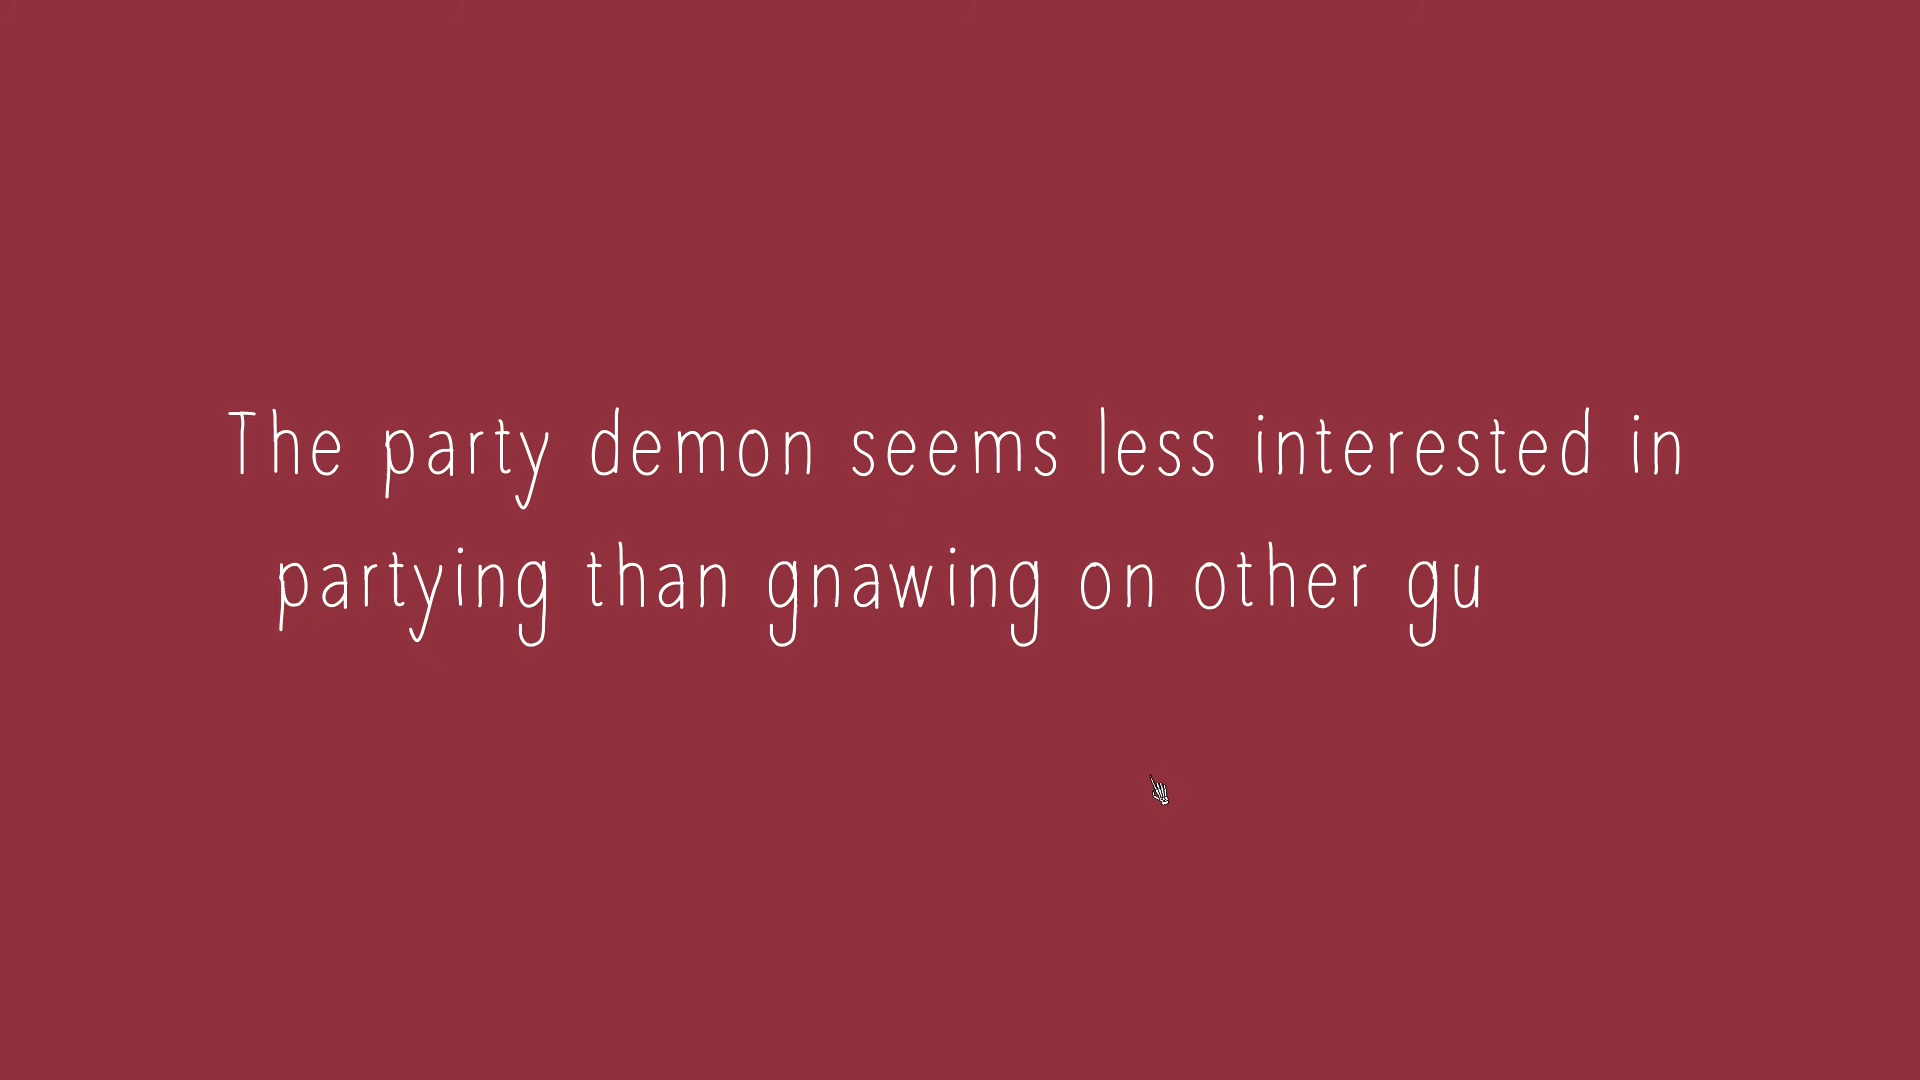 The party demon seems less interested in
partying than gnawing on other gu